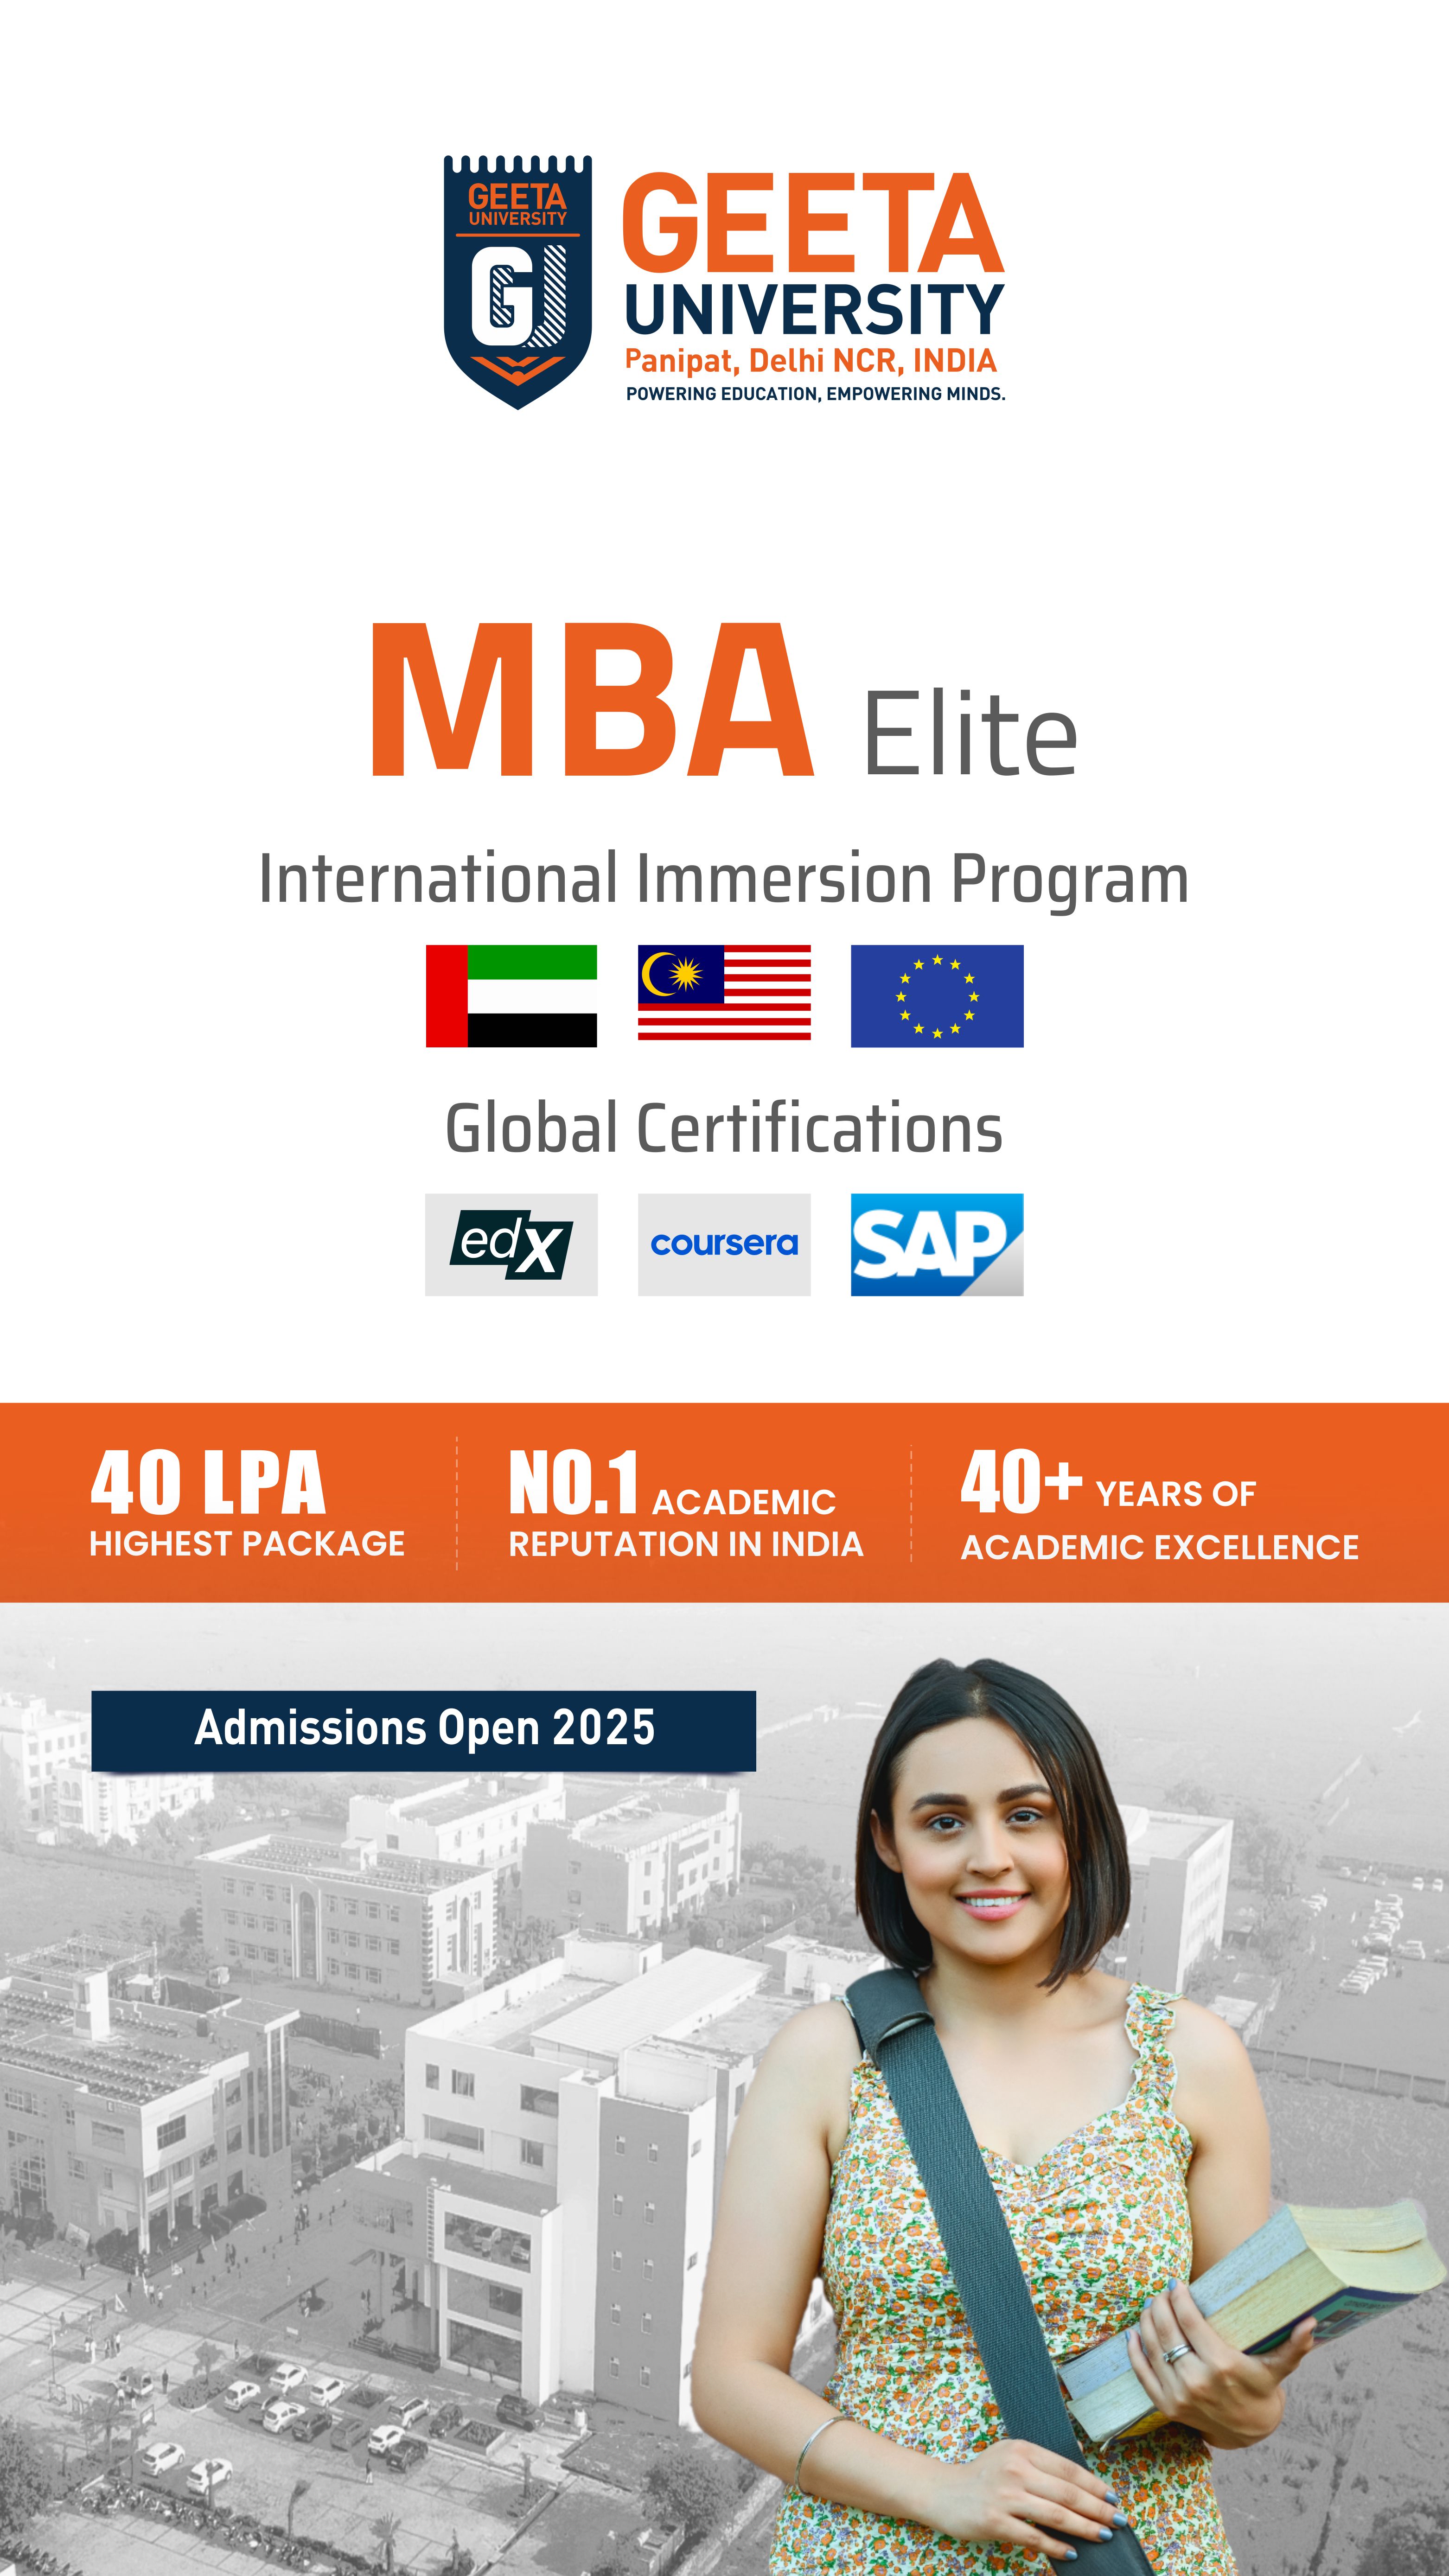 GEETA
UNIVERSITY
GU
GEETA
UNIVERSITY
Panipat, Delhi NCR, INDIA
POWERING EDUCATION, EMPOWERING MINDS.
MBA Elite
International Immersion Program
Global Certifications
edX
coursera
SAP
40 LPA
HIGHEST PACKAGE
NO.1 ACADEMIC
REPUTATION IN INDIA
40+ YEARS OF
ACADEMIC EXCELLENCE
Admissions Open 2025